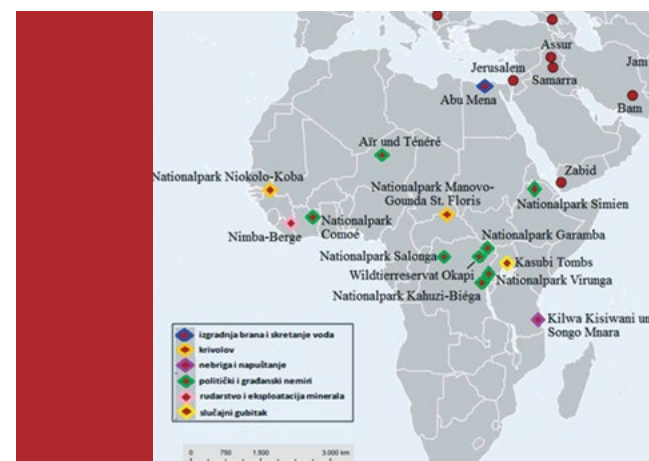 Assur
Jerusalem
Samarra
Jam
Abu Mena
Bam
Aïr und Ténéré
Zabid
Nationalpark Niokolo-Koba
Nationalpark Manovo-
Gounda St. Floris
Nationalpark Simien
Nationalpark
Comoé
Nimba-Berge
Nationalpark Garamba
Nationalpark Salonga
Kasubi Tombs
Wildtierreservat Okapi
Nationalpark Virunga
Nationalpark Kahuzi-Biéga
Kilwa Kisiwani un
Songo Mnara
izgradnja brana i skretanje voda
krivolov
nebriga i napuštanje
politički i građanski nemiri
rudarstvo i eksploatacija minerala
slučajni gubitak
0 750 1.500 3.000 km